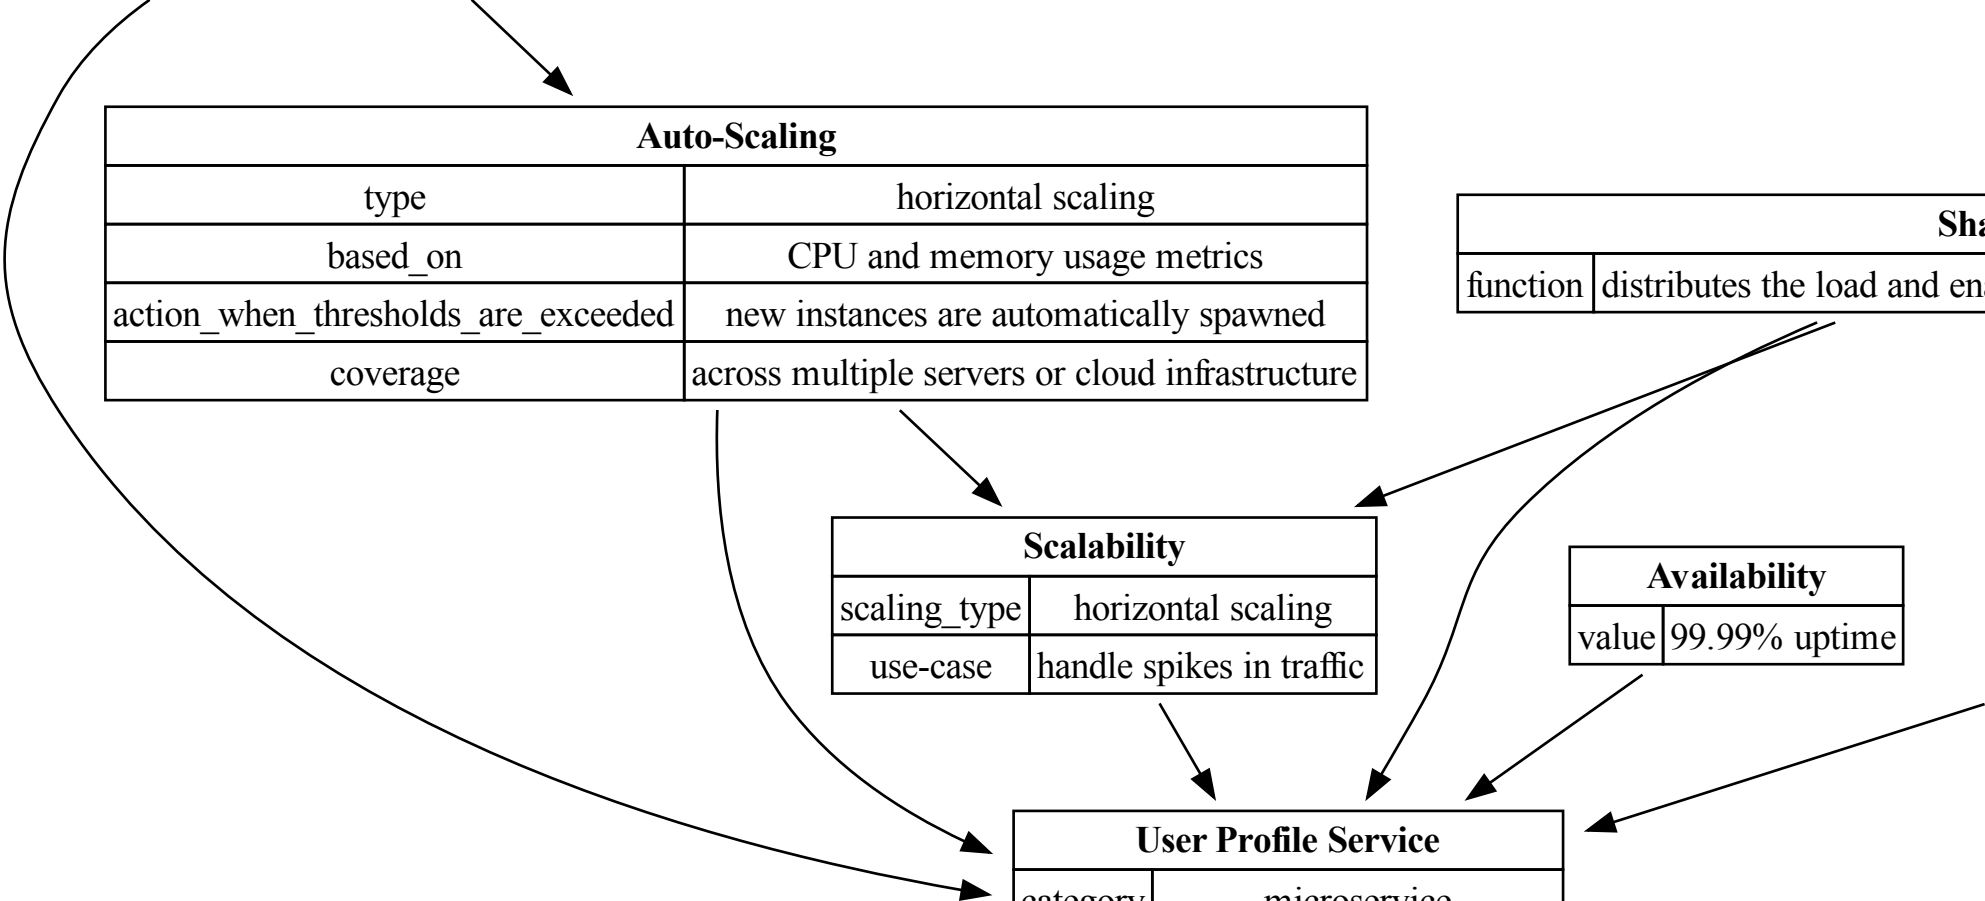 Auto-Scaling
type horizontal scaling
based_on CPU and memory usage metrics
action_when_thresholds_are_exceeded new instances are automatically spawned
coverage across multiple servers or cloud infrastructure
function distributes the load and
Scalability
scaling_type horizontal scaling
use-case handle spikes in traffic
Availability
value 99.99% uptime
User Profile Service
category microservice